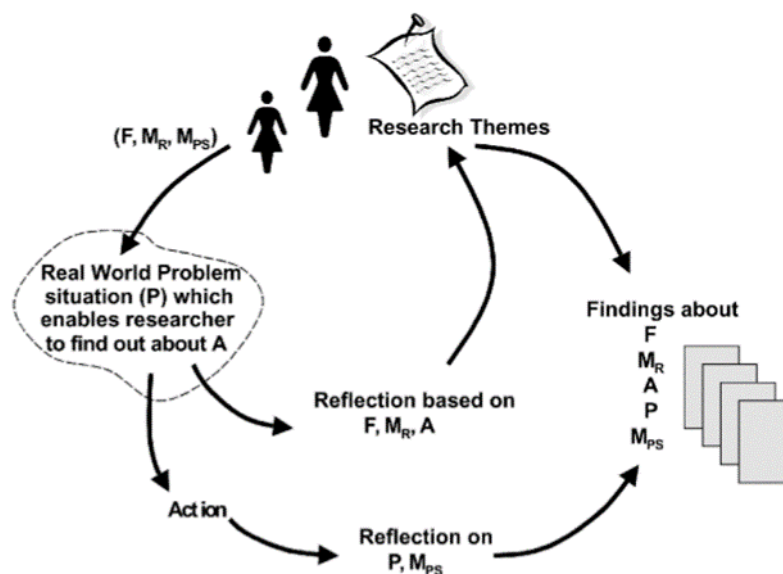 Research Themes
(F, M_R, M_PS)
Real World Problem
situation (P) which
enables researcher
to find out about A
Findings about
F
M_R
A
P
M_PS
Reflection based on
F, M_R, A
Action
Reflection on
P, M_PS